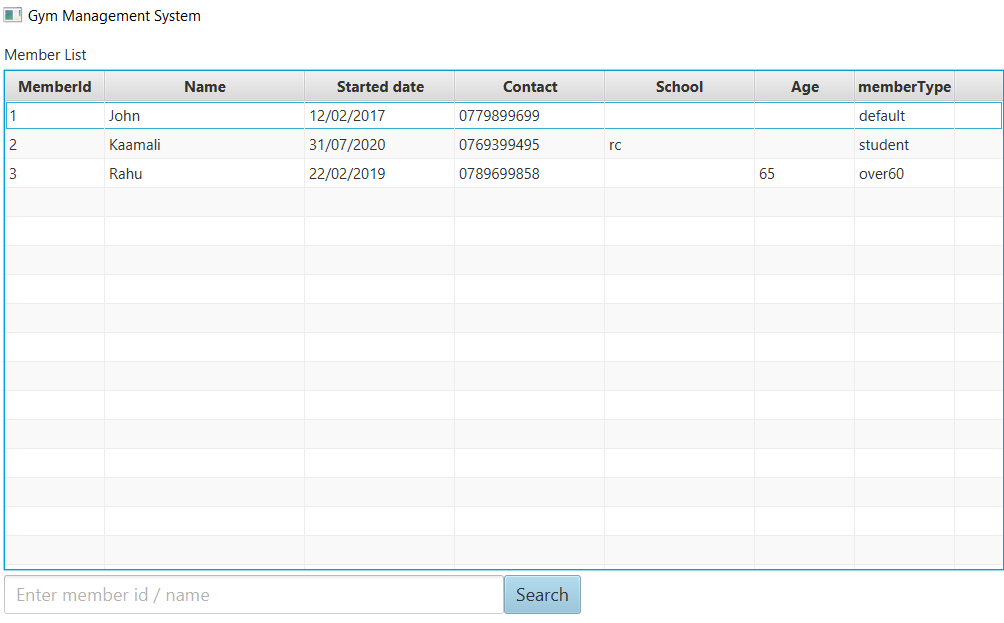 Gym Management System
Member List
MemberId Name Started date Contact School Age memberType
1 John 12/02/2017 0779899699 default
2 Kaamali 31/07/2020 0769399495 rc student
3 Rahu 22/02/2019 0789699858 65 over60
Enter member id / name Search